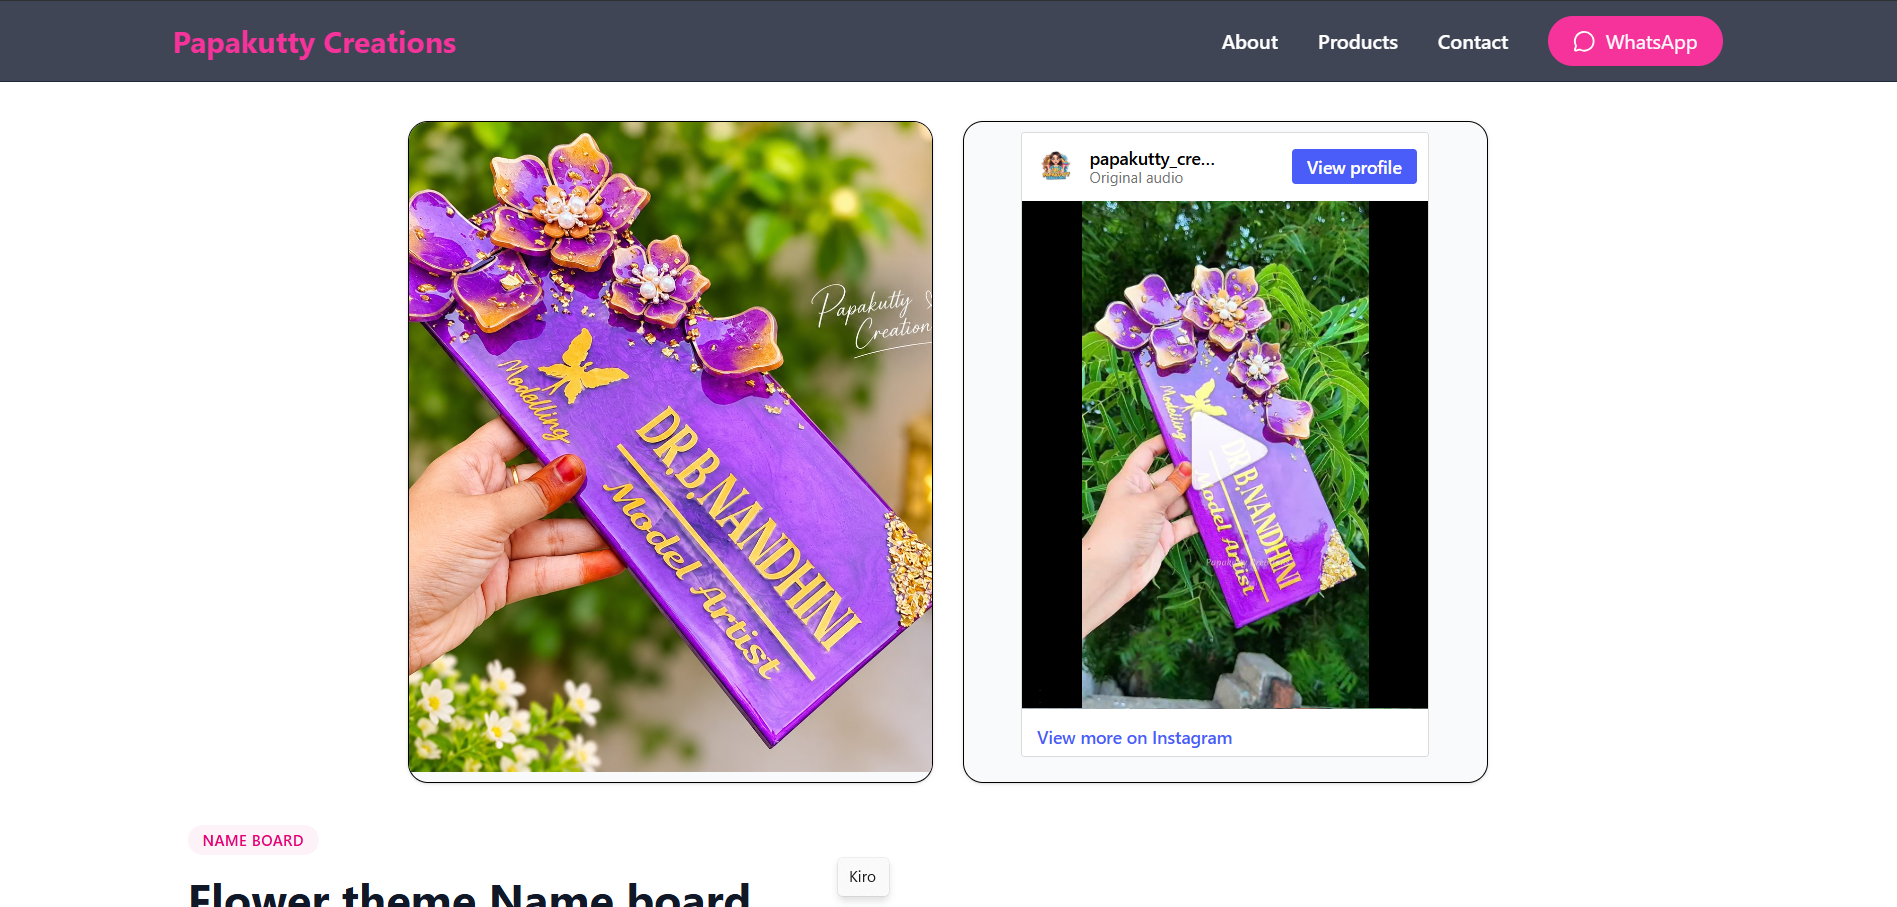 Papakutty Creations
About
Products
Contact
WhatsApp
Papakutty
Creation
Modelling
DR.B.NANDHINI
Model Artist
papakutty_cre...
Original audio
View profile
Modelling
DR.B.NANDHINI
Model Artist
View more on Instagram
NAME BOARD
Flower theme Name board
Kiro